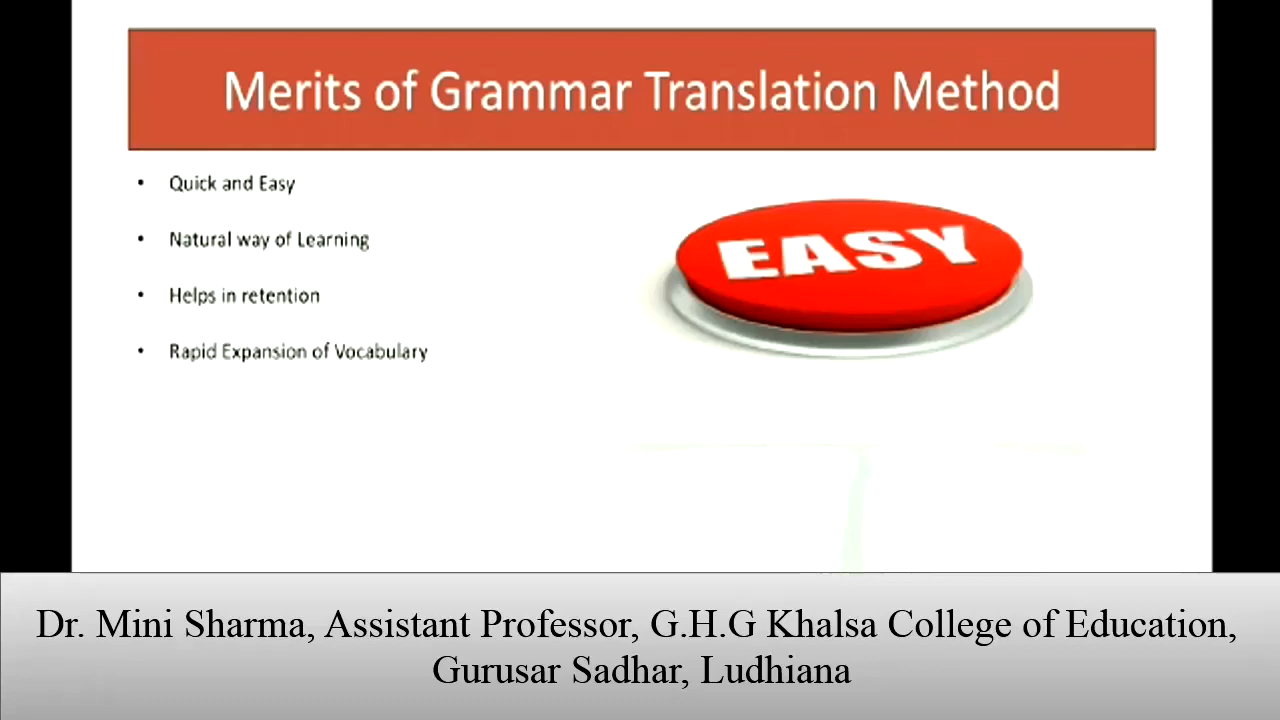 Merits of Grammar Translation Method
• Quick and Easy
• Natural way of Learning
• Helps in retention
• Rapid Expansion of Vocabulary
EASY
Dr. Mini Sharma, Assistant Professor, G.H.G Khalsa College of Education,
Gurusar Sadhar, Ludhiana